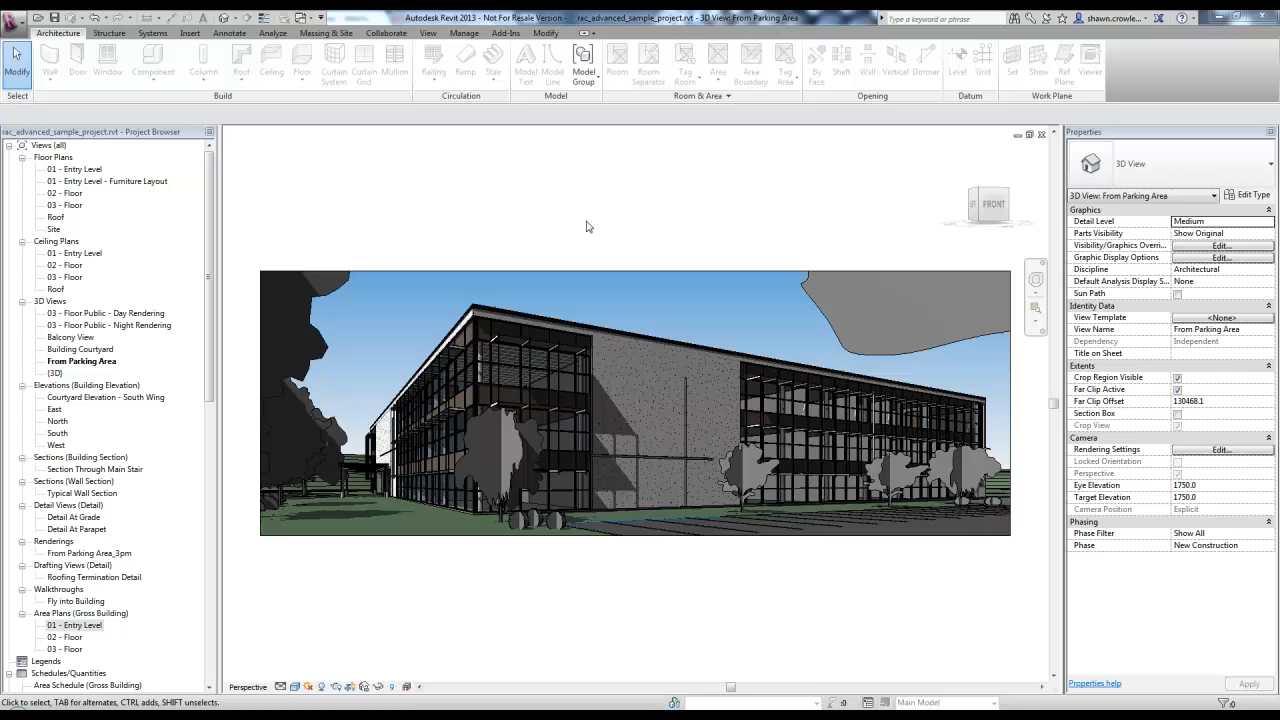 Autodesk Revit 2013 - Not For Resale Version - rac_advanced_sample_project.rvt - 3D View: From Parking Area
Type a keyword or phrase
shawn.crowle...
Architecture Structure Systems Insert Annotate Analyze Massing & Site Collaborate View Manage Add-Ins Modify
Modify Wall Door Window Component Column Roof Ceiling Floor Curtain System Curtain Grid Mullion Railing Ramp Stair Model Text Model Line Model Group Room Room Separator Tag Room Area Area Boundary Tag Area By Face Shaft Wall Vertical Dormer Level Grid Set Show Ref Plane Viewer
Select Build Circulation Model Room & Area Opening Datum Work Plane
rac_advanced_sample_project.rvt - Project Browser
Views (all)
Floor Plans
01 - Entry Level
01 - Entry Level - Furniture Layout
02 - Floor
03 - Floor
Roof
Site
Ceiling Plans
01 - Entry Level
02 - Floor
03 - Floor
Roof
3D Views
03 - Floor Public - Day Rendering
03 - Floor Public - Night Rendering
Balcony View
Building Courtyard
From Parking Area
{3D}
Elevations (Building Elevation)
Courtyard Elevation - South Wing
East
North
South
West
Sections (Building Section)
Section Through Main Stair
Sections (Wall Section)
Typical Wall Section
Detail Views (Detail)
Detail At Grade
Detail At Parapet
Renderings
From Parking Area_3pm
Drafting Views (Detail)
Roofing Termination Detail
Walkthroughs
Fly into Building
Area Plans (Gross Building)
01 - Entry Level
02 - Floor
03 - Floor
Legends
Schedules/Quantities
Area Schedule (Gross Building)
FRONT
Properties
3D View
3D View: From Parking Area Edit Type
Graphics
Detail Level Medium
Parts Visibility Show Original
Visibility/Graphics Overri... Edit...
Graphic Display Options Edit...
Discipline Architectural
Default Analysis Display S... None
Sun Path
Identity Data
View Template <None>
View Name From Parking Area
Dependency Independent
Title on Sheet
Extents
Crop Region Visible
Far Clip Active
Far Clip Offset 130468.1
Section Box
Crop View
Camera
Rendering Settings Edit...
Locked Orientation
Perspective
Eye Elevation 1750.0
Target Elevation 1750.0
Camera Position Explicit
Phasing
Phase Filter Show All
Phase New Construction
Properties help Apply
Perspective
Click to select, TAB for alternates, CTRL adds, SHIFT unselects.
:0
Main Model
:0